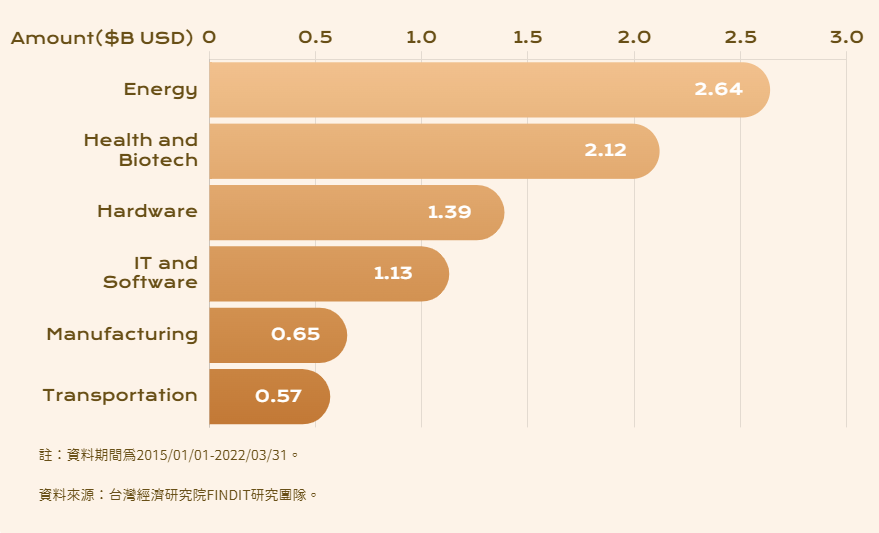 Amount($B USD) 0 0.5 1.0 1.5 2.0 2.5 3.0
Energy 2.64
Health and
Biotech 2.12
Hardware 1.39
IT and
Software 1.13
Manufacturing 0.65
Transportation 0.57
註：資料期間為2015/01/01-2022/03/31。
資料來源：台灣經濟研究院FINDIT研究團隊。